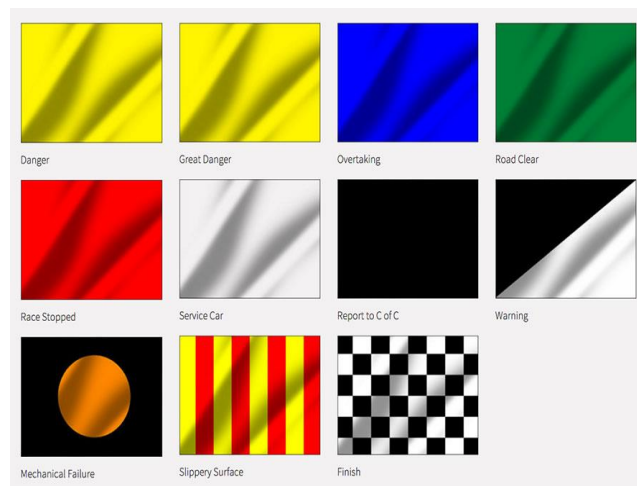 Danger
Great Danger
Overtaking
Road Clear
Race Stopped
Service Car
Report to C of C
Warning
Mechanical Failure
Slippery Surface
Finish